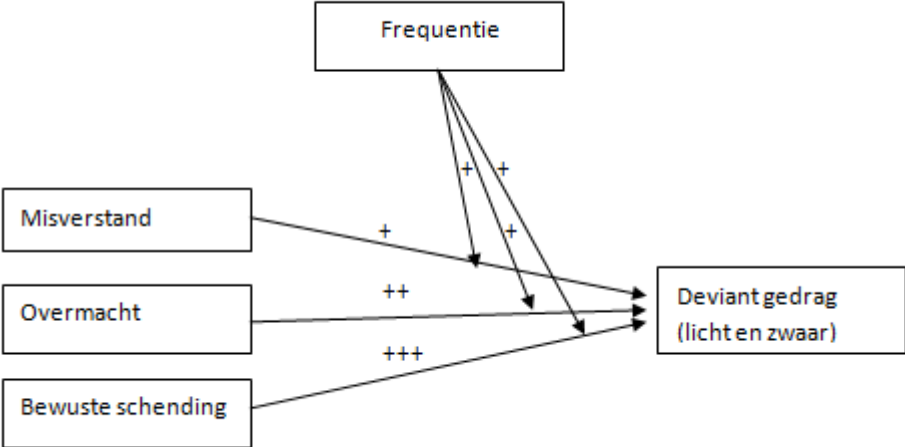 Frequentie
+ +
Misverstand
+ +
++
Overmacht
Deviant gedrag
(licht en zwaar)
+++
Bewuste schending